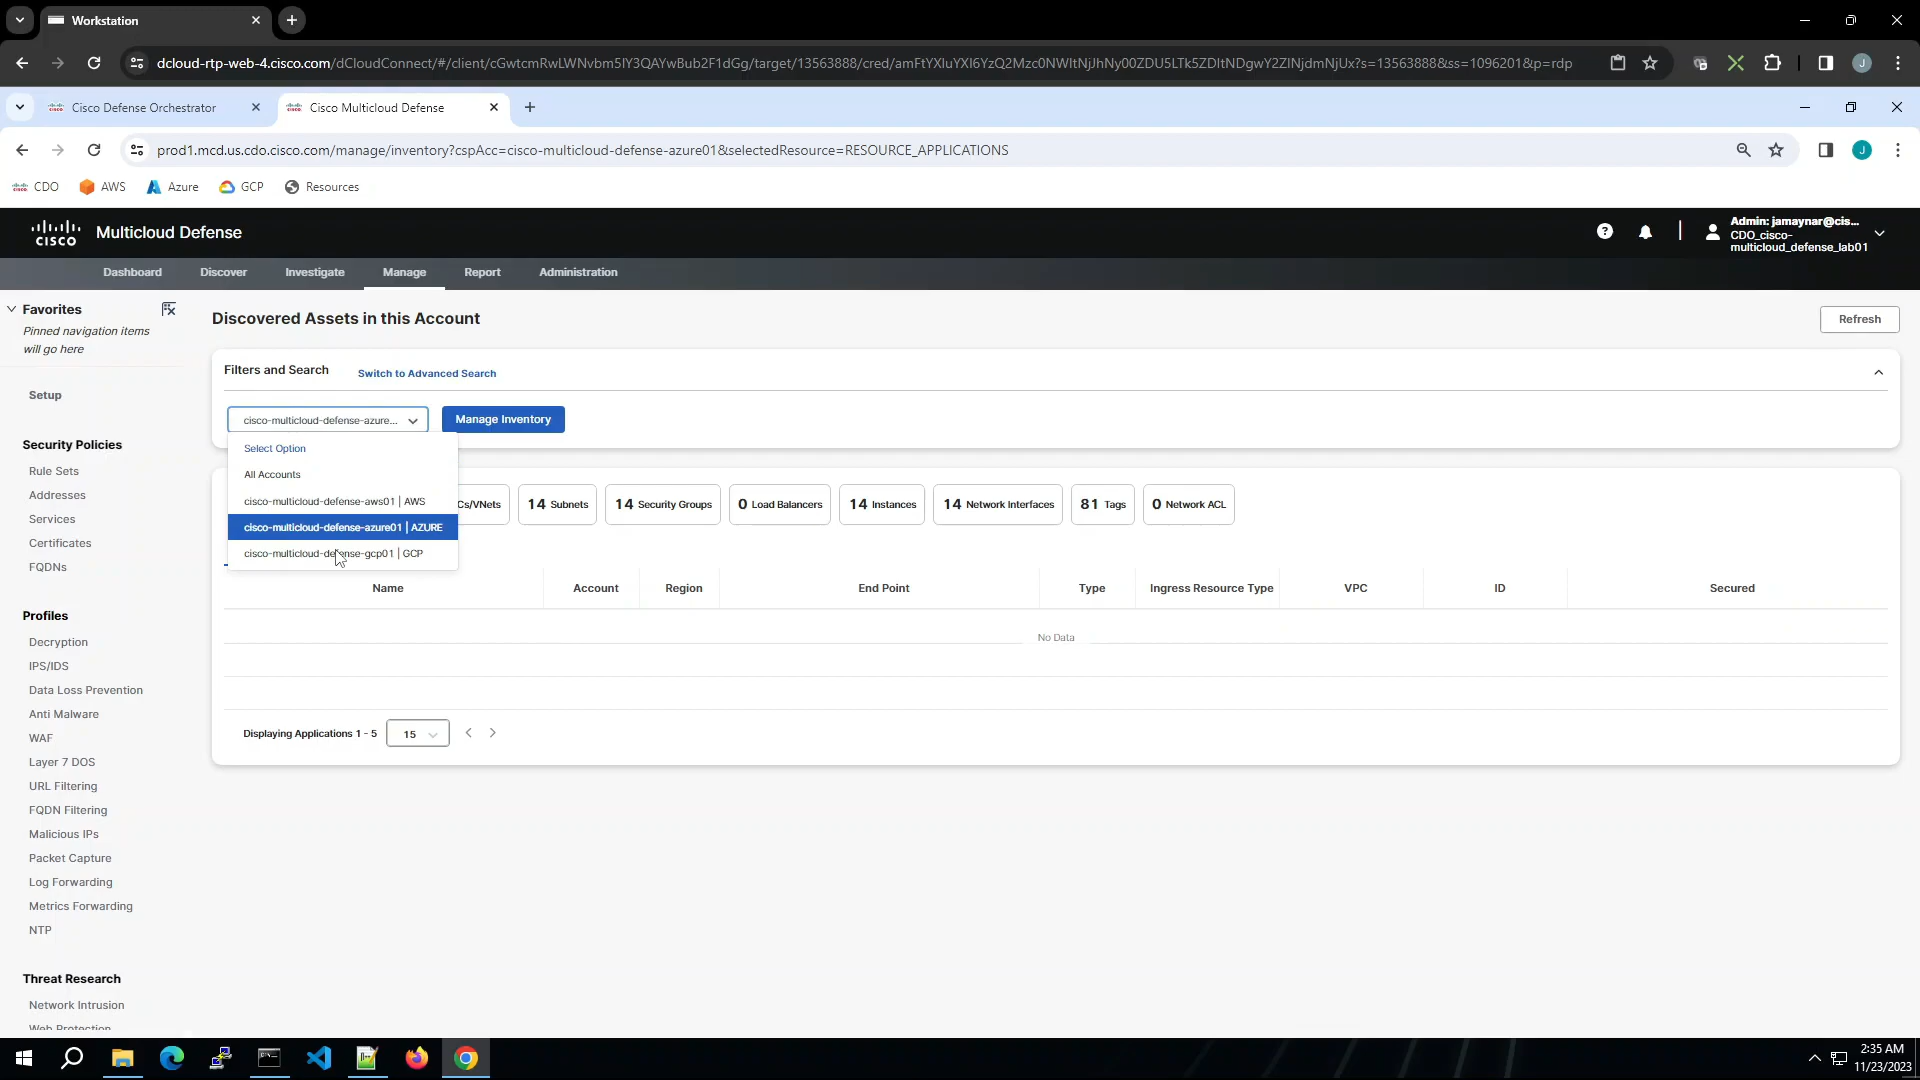 Workstation
dcloud-rtp-web-4.cisco.com/dCloudConnect/#/client/cGwtcmRwLWNvbm5lY3QAYwBub2F1dGg/target/13563888/cred/amFtYXluYXI6YzQ2Mzc0NWItNjJhNy00ZDU5LTk5ZDItNDgwY2ZlNjdmNjUx?s=13563888&ss=1096201&p=rdp
J
Cisco Defense Orchestrator
Cisco Multicloud Defense
prod1.mcd.us.cdo.cisco.com/manage/inventory?cspAcc=cisco-multicloud-defense-azure01&selectedResource=RESOURCE_APPLICATIONS
J
CDO
AWS
Azure
GCP
Resources
CISCO
Multicloud Defense
Admin: jamaynar@cis...
CDO_cisco-
multicloud_defense_lab01
Dashboard
Discover
Investigate
Manage
Report
Administration
Favorites
Pinned navigation items
will go here
Setup
Security Policies
Rule Sets
Addresses
Services
Certificates
FQDNs
Profiles
Decryption
IPS/IDS
Data Loss Prevention
Anti Malware
WAF
Layer 7 DOS
URL Filtering
FQDN Filtering
Malicious IPs
Packet Capture
Log Forwarding
Metrics Forwarding
NTP
Threat Research
Network Intrusion
Web Protection
Discovered Assets in this Account
Refresh
Filters and Search
Switch to Advanced Search
cisco-multicloud-defense-azure...
Manage Inventory
Select Option
All Accounts
cisco-multicloud-defense-aws01 | AWS
cisco-multicloud-defense-azure01 | AZURE
cisco-multicloud-defense-gcp01 | GCP
Cs/VNets
14 Subnets
14 Security Groups
0 Load Balancers
14 Instances
14 Network Interfaces
81 Tags
0 Network ACL
Name
Account
Region
End Point
Type
Ingress Resource Type
VPC
ID
Secured
No Data
Displaying Applications 1 - 5
15
2:35 AM
11/23/2023